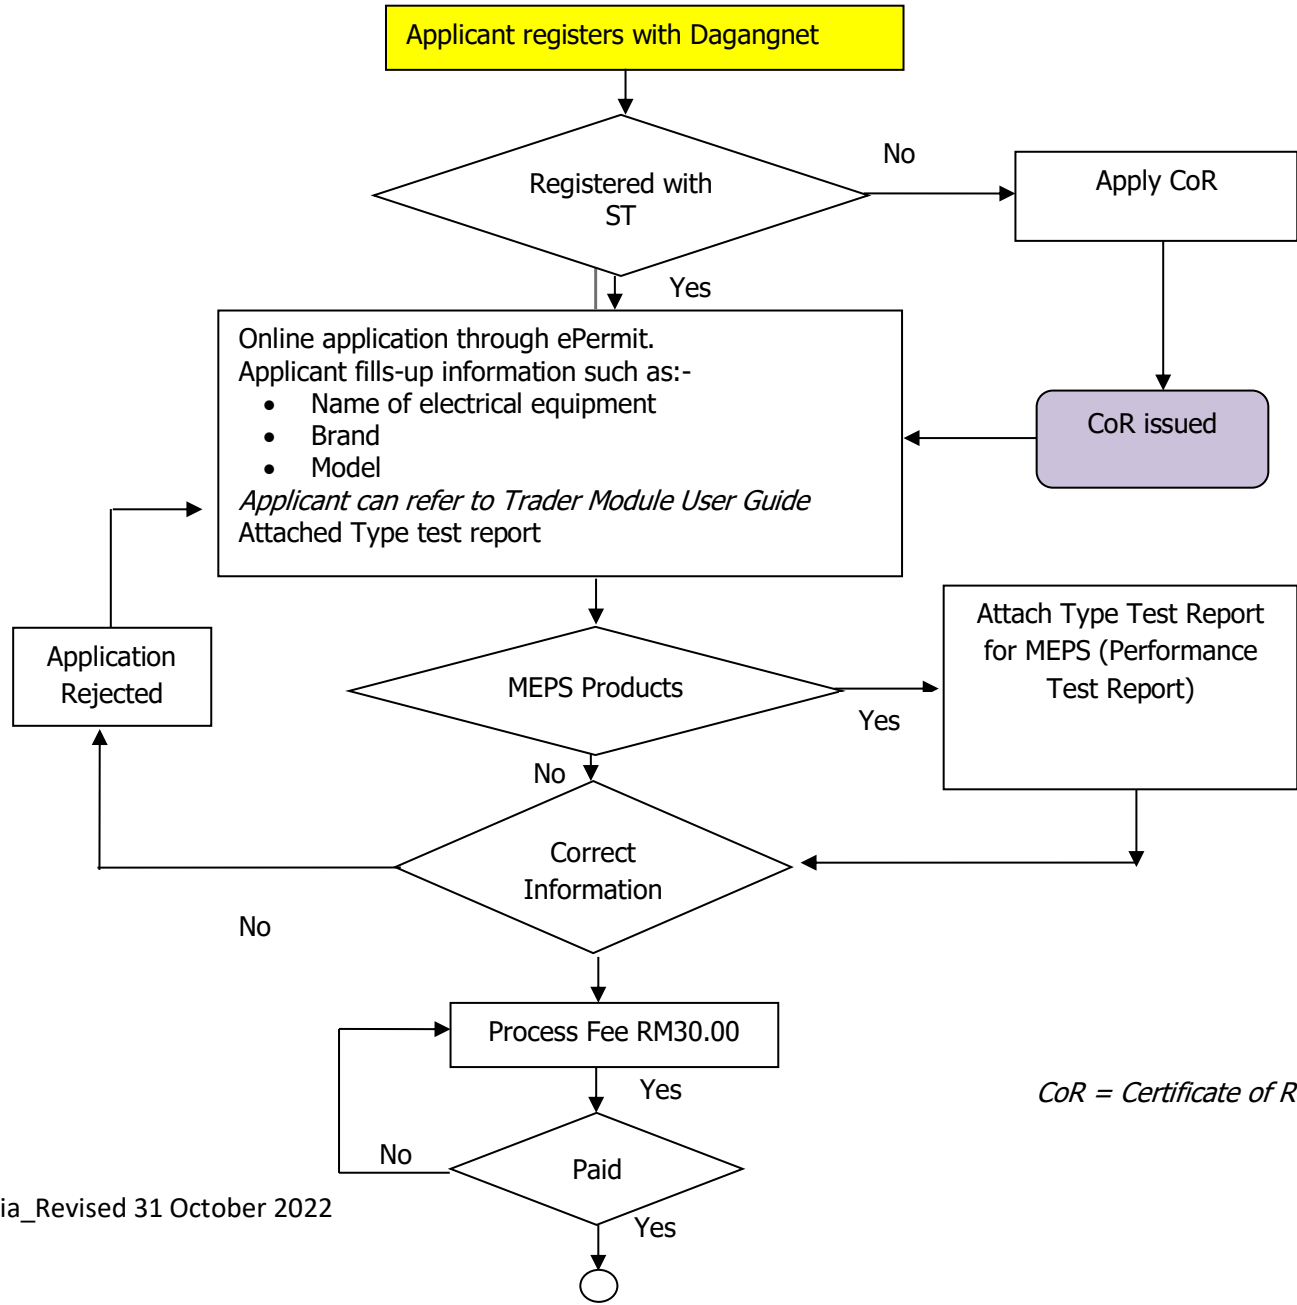 Applicant registers with Dagangnet
No
Registered with
ST
Apply CoR
Yes
Online application through ePermit.
Applicant fills-up information such as:-
• Name of electrical equipment
• Brand
• Model
Applicant can refer to Trader Module User Guide
Attached Type test report
CoR issued
Application
Rejected
MEPS Products
Yes
Attach Type Test Report
for MEPS (Performance
Test Report)
No
Correct
Information
No
Process Fee RM30.00
Yes
CoR = Certificate of R
No
Paid
ia_Revised 31 October 2022
Yes